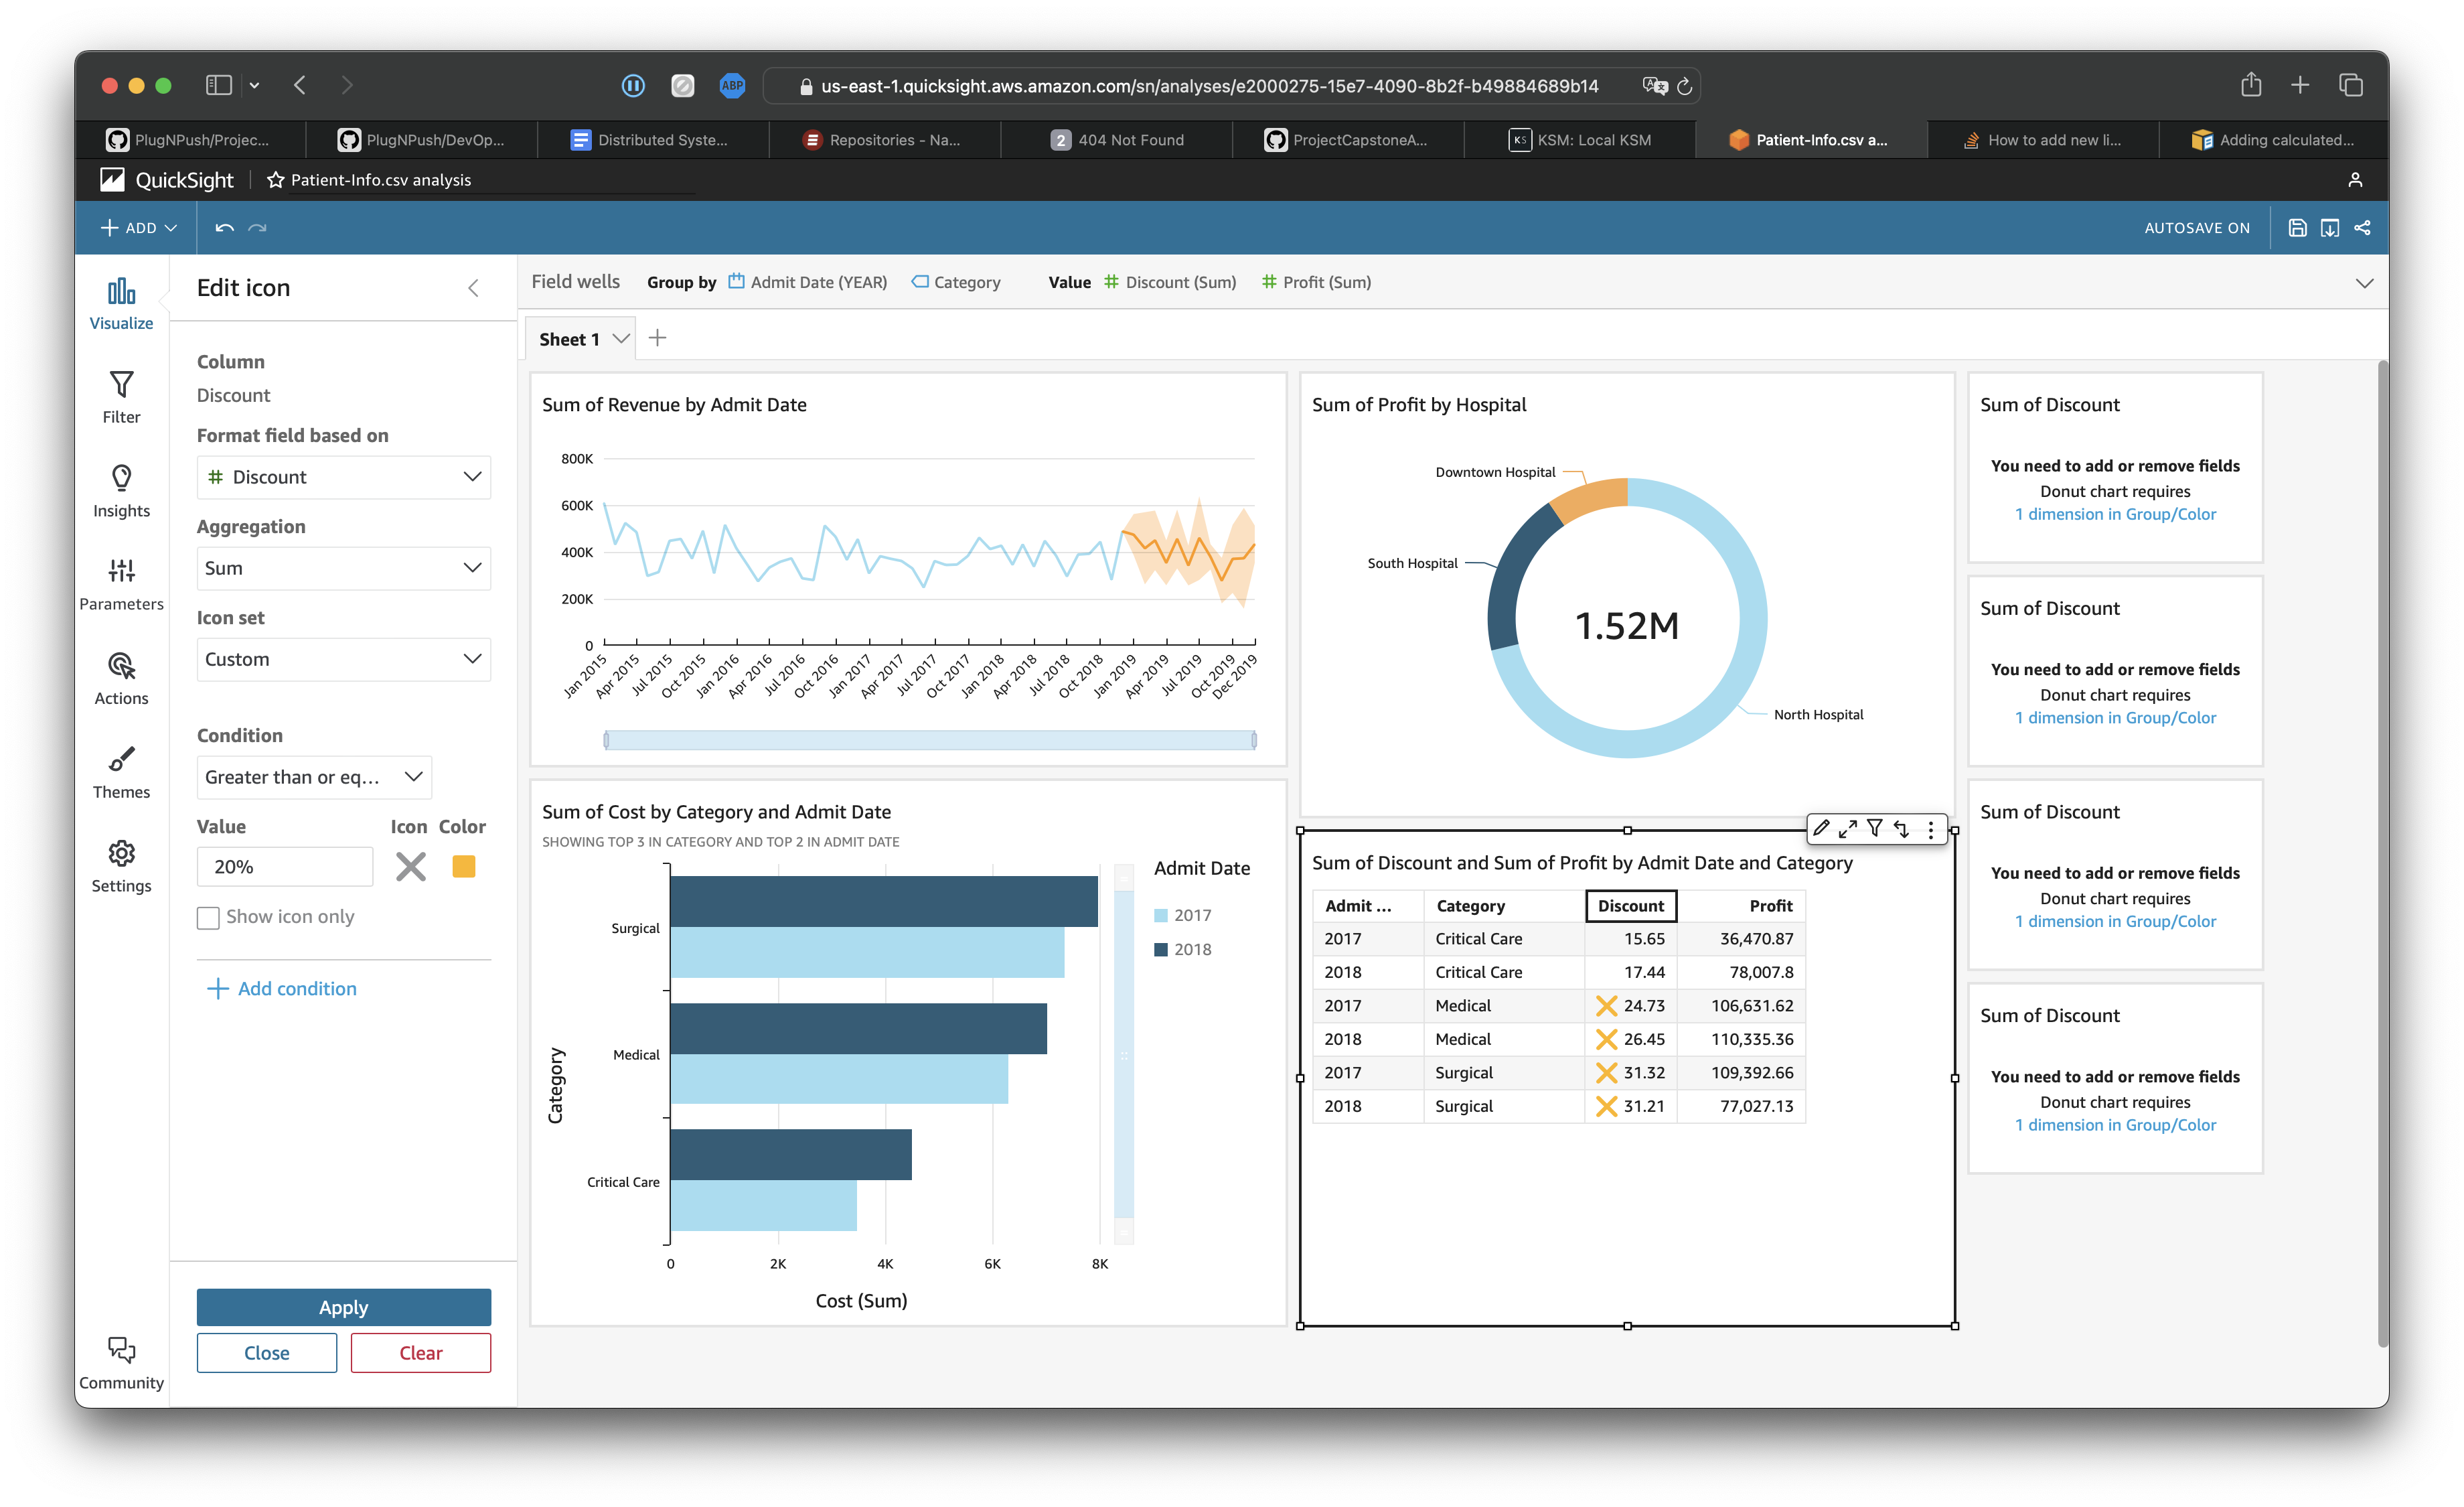 ABP
us-east-1.quicksight.aws.amazon.com/sn/analyses/e2000275-15e7-4090-8b2f-b49884689b14
PlugNPush/Projec...
PlugNPush/DevOp...
Distributed Syste...
Repositories - Na...
2 404 Not Found
ProjectCapstoneA...
KS KSM: Local KSM
Patient-Info.csv a...
How to add new li...
Adding calculated...
QuickSight
Patient-Info.csv analysis
ADD
AUTOSAVE ON
Visualize
Filter
Insights
Parameters
Actions
Themes
Settings
Community
Edit icon
Column
Discount
Format field based on
# Discount
Aggregation
Sum
Icon set
Custom
Condition
Greater than or eq...
Value Icon Color
20%
Show icon only
Add condition
Apply
Close
Clear
Field wells Group by Admit Date (YEAR) Category Value # Discount (Sum) # Profit (Sum)
Sheet 1
Sum of Revenue by Admit Date
800K
600K
400K
200K
0
Jan 2015
Apr 2015
Jul 2015
Oct 2015
Jan 2016
Apr 2016
Jul 2016
Oct 2016
Jan 2017
Apr 2017
Jul 2017
Oct 2017
Jan 2018
Apr 2018
Jul 2018
Oct 2018
Jan 2019
Apr 2019
Jul 2019
Oct 2019
Dec 2019
Sum of Profit by Hospital
Downtown Hospital
South Hospital
1.52M
North Hospital
Sum of Discount
You need to add or remove fields
Donut chart requires
1 dimension in Group/Color
Sum of Discount
You need to add or remove fields
Donut chart requires
1 dimension in Group/Color
Sum of Cost by Category and Admit Date
SHOWING TOP 3 IN CATEGORY AND TOP 2 IN ADMIT DATE
Category
Surgical
Medical
Critical Care
0
2K
4K
6K
8K
Cost (Sum)
Admit Date
2017
2018
Sum of Discount and Sum of Profit by Admit Date and Category
Admit ... Category Discount Profit
2017 Critical Care 15.65 36,470.87
2018 Critical Care 17.44 78,007.8
2017 Medical 24.73 106,631.62
2018 Medical 26.45 110,335.36
2017 Surgical 31.32 109,392.66
2018 Surgical 31.21 77,027.13
Sum of Discount
You need to add or remove fields
Donut chart requires
1 dimension in Group/Color
Sum of Discount
You need to add or remove fields
Donut chart requires
1 dimension in Group/Color